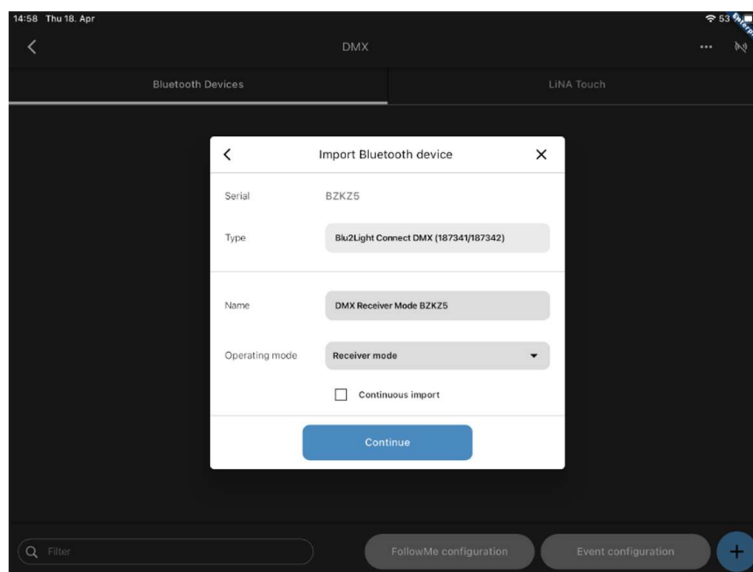 14:58 Thu 18. Apr
53
DMX
Bluetooth Devices
LiNA Touch
Import Bluetooth device
Serial
BZKZ5
Type
Blu2Light Connect DMX (187341/187342)
Name
DMX Receiver Mode BZKZ5
Operating mode
Receiver mode
Continuous import
Continue
Filter
FollowMe configuration
Event configuration